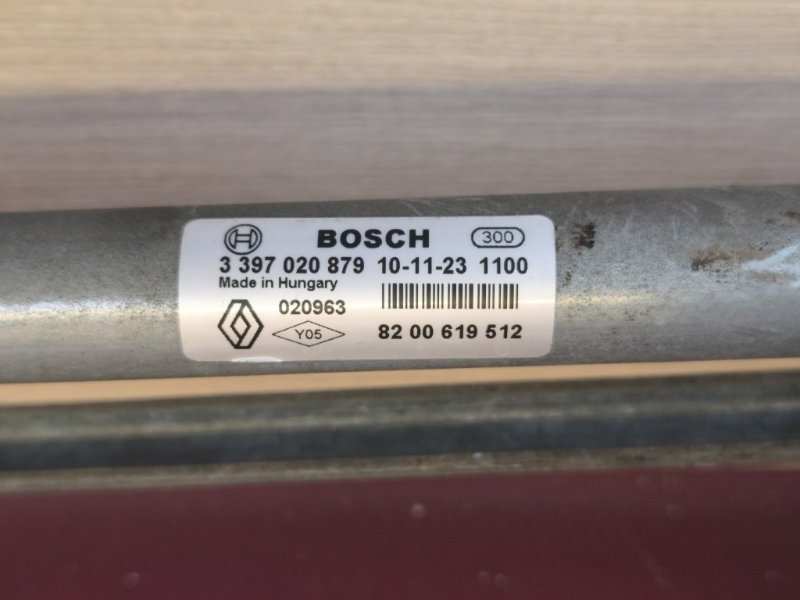 BOSCH 300
3 397 020 879 10-11-23 1100
Made in Hungary
020963
Y05 82 00 619 512